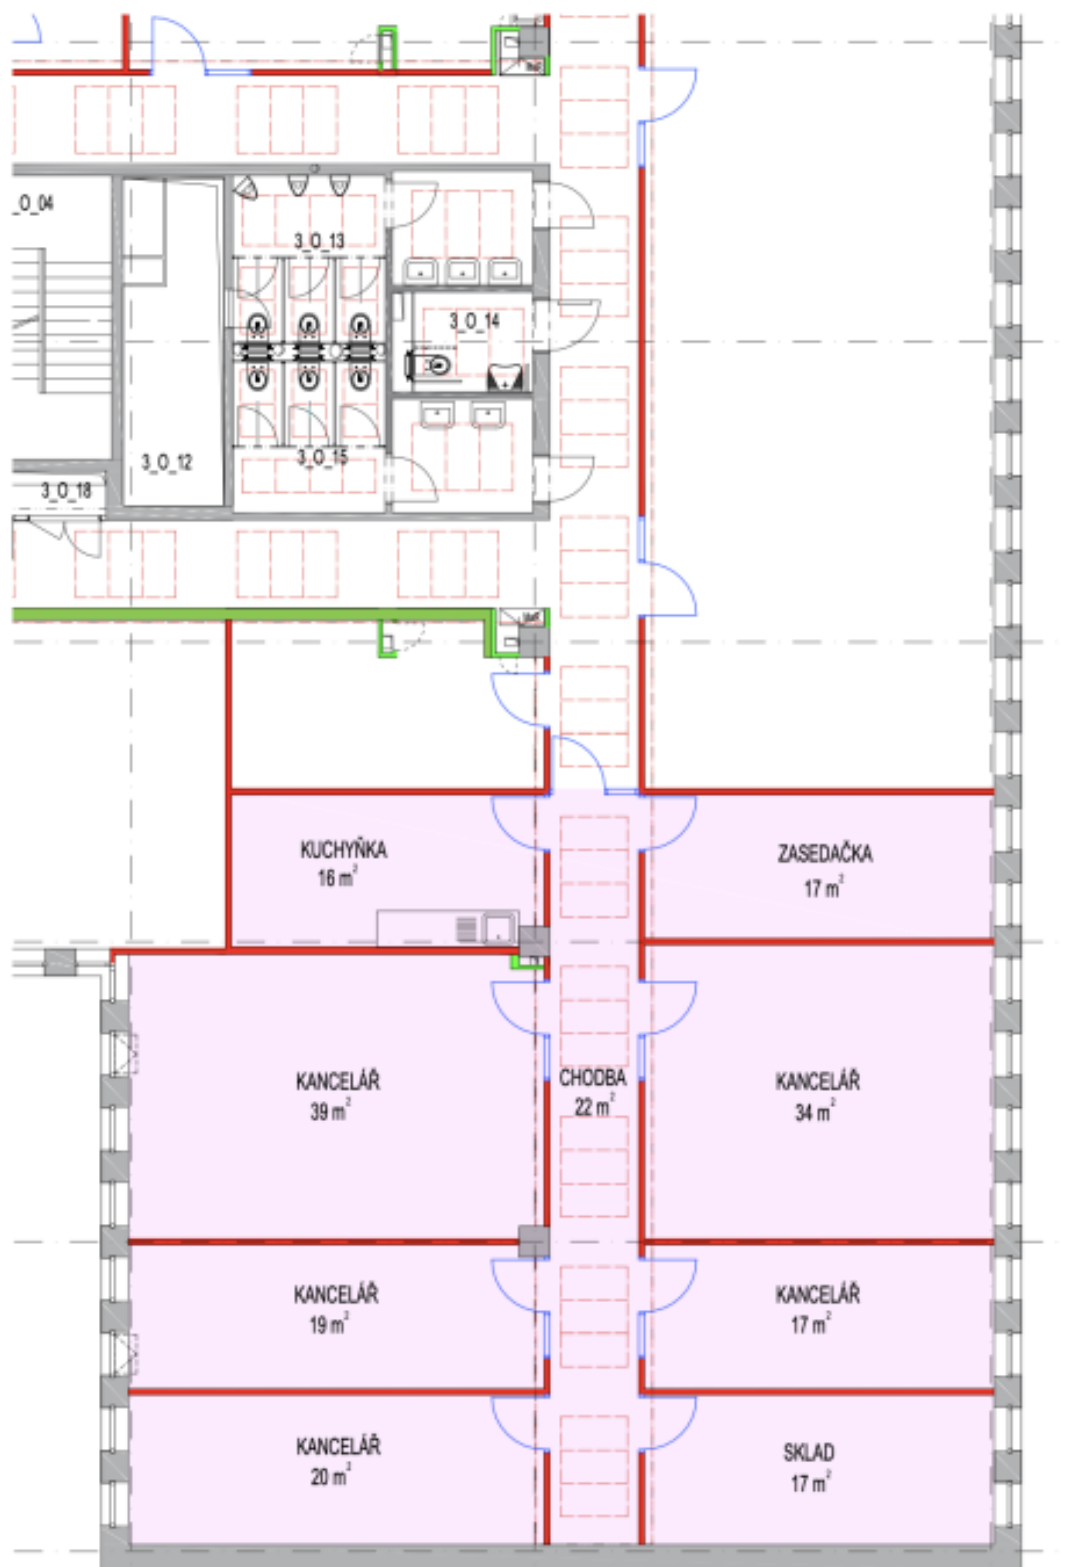 _0_04
3_0_13
3_0_14
3_0_15
3_0_12
3_0_18
KUCHYŇKA
16 m²
ZASEDAČKA
17 m²
KANCELÁŘ
39 m²
CHODBA
22 m²
KANCELÁŘ
34 m²
KANCELÁŘ
19 m²
KANCELÁŘ
17 m²
KANCELÁŘ
20 m²
SKLAD
17 m²